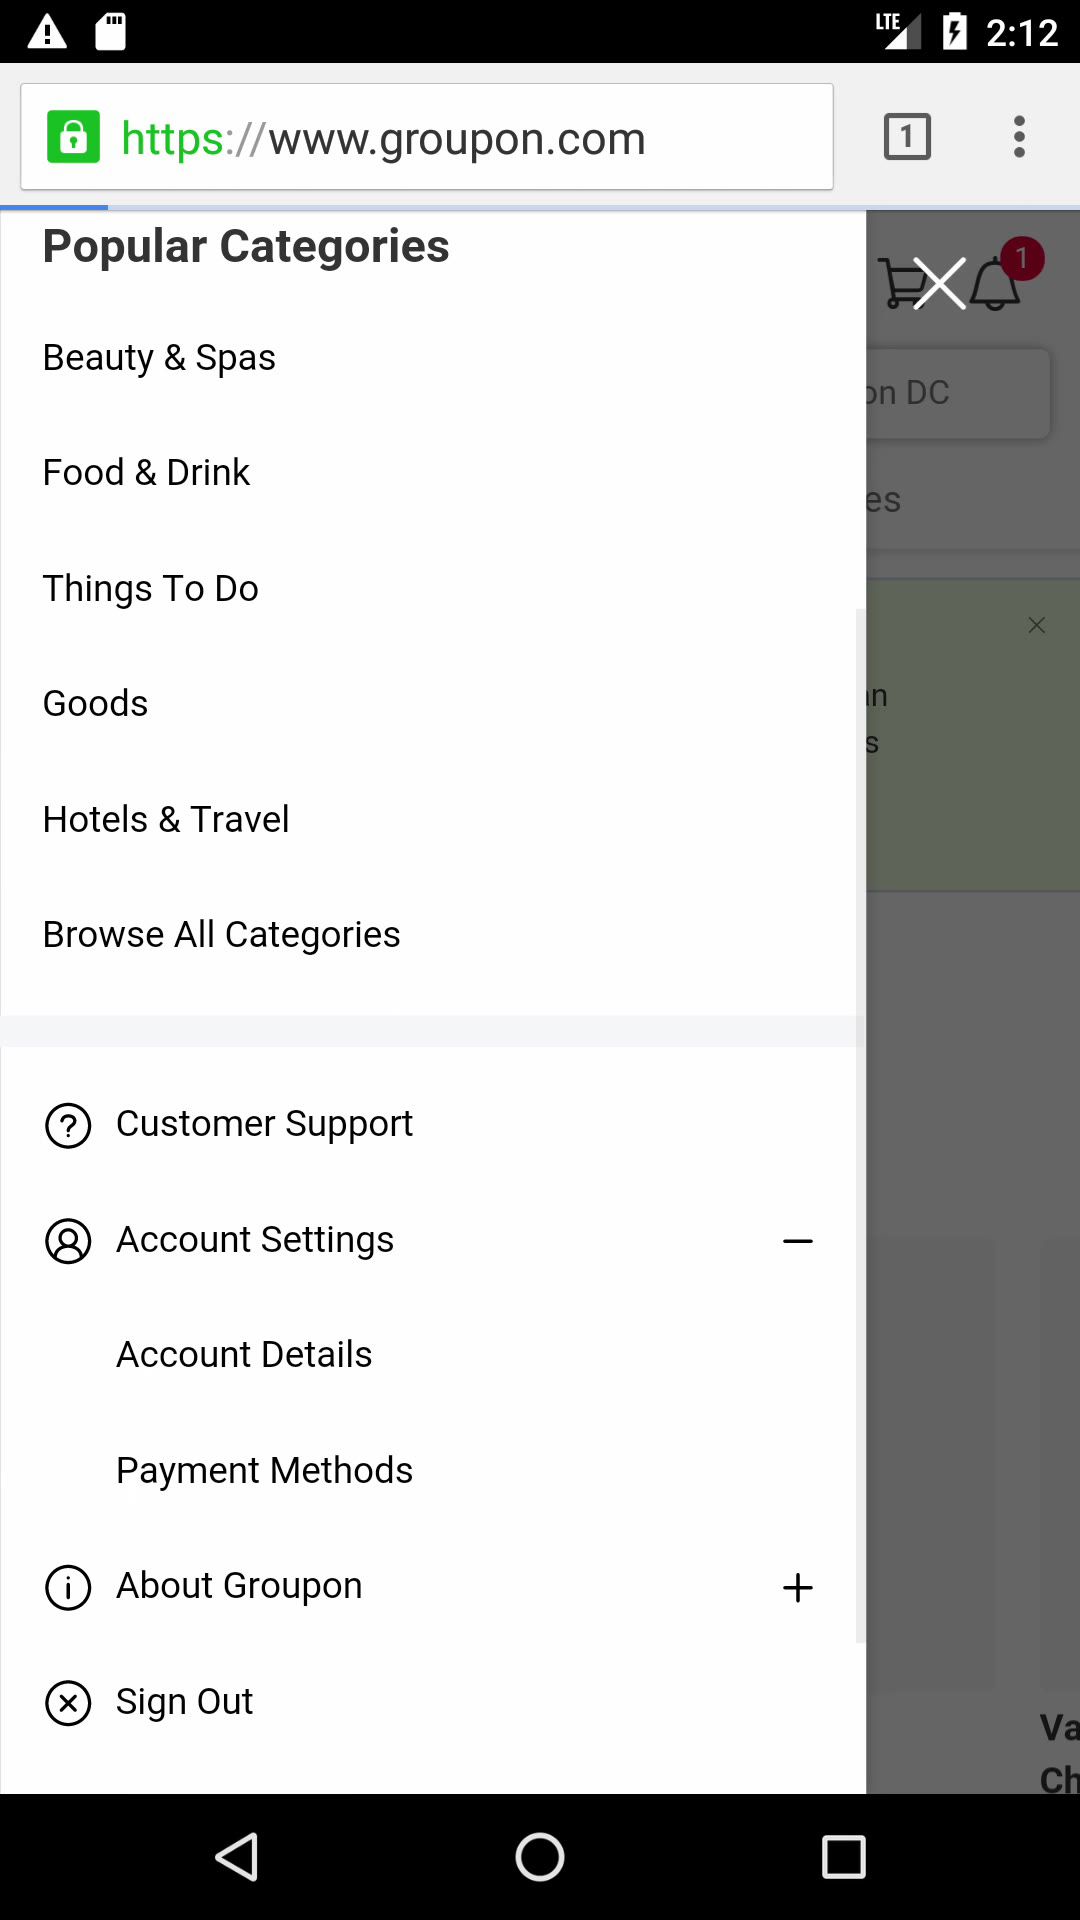 LTE 2:12
https://www.groupon.com
1
Popular Categories
1
Beauty & Spas
on DC
Food & Drink
es
Things To Do
an
Goods
s
Hotels & Travel
Browse All Categories
Customer Support
Account Settings
Account Details
Payment Methods
About Groupon
Sign Out
Va
Ch